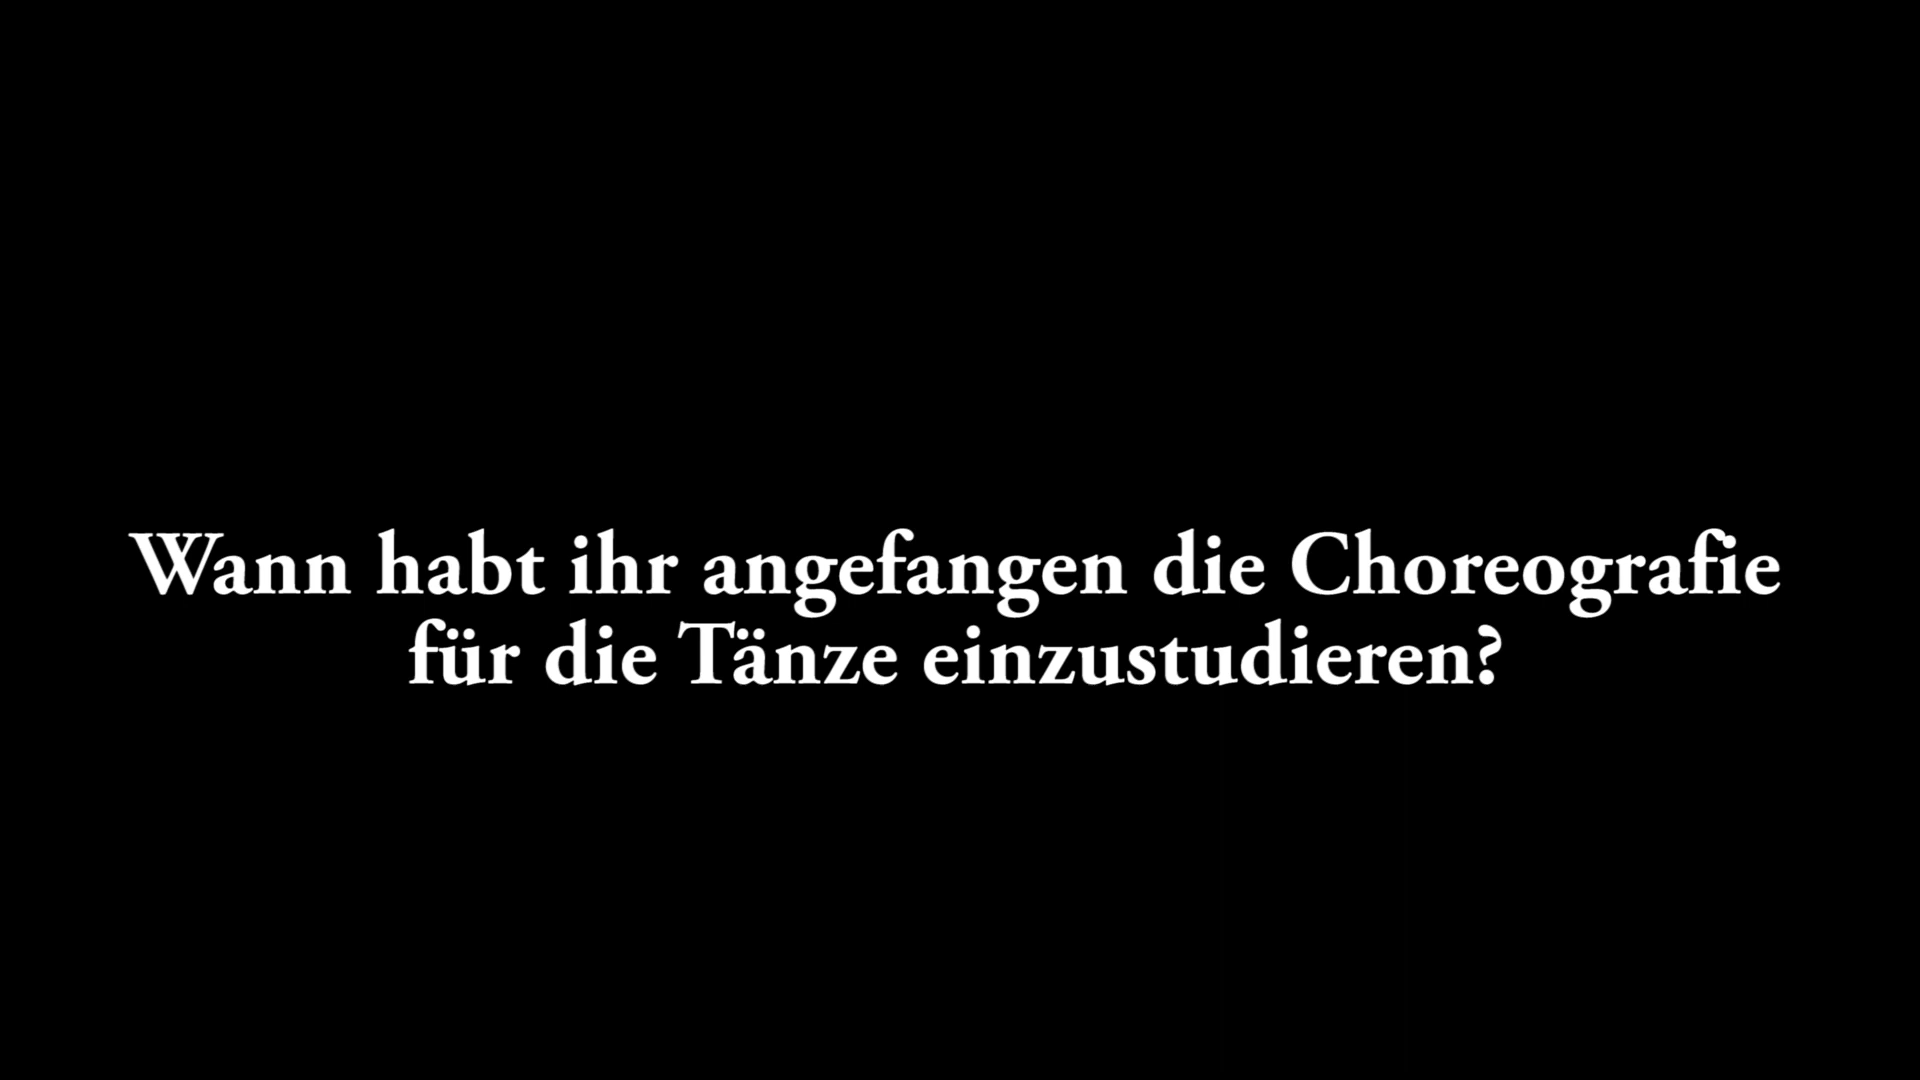 Wann habt ihr angefangen die Choreografie
für die Tänze einzustudieren?